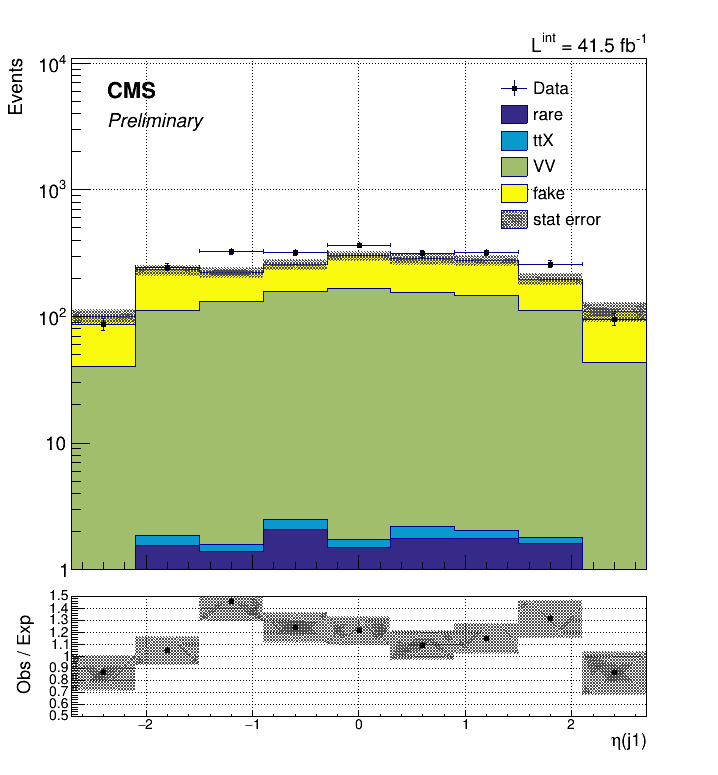 L^int = 41.5 fb^-1
Events
10^4
10^3
10^2
10
1
CMS
Preliminary
Data
rare
ttX
VV
fake
stat error
Obs / Exp
1.5
1.4
1.3
1.2
1.1
1
0.9
0.8
0.7
0.6
0.5
−2 −1 0 1 2
η(j1)